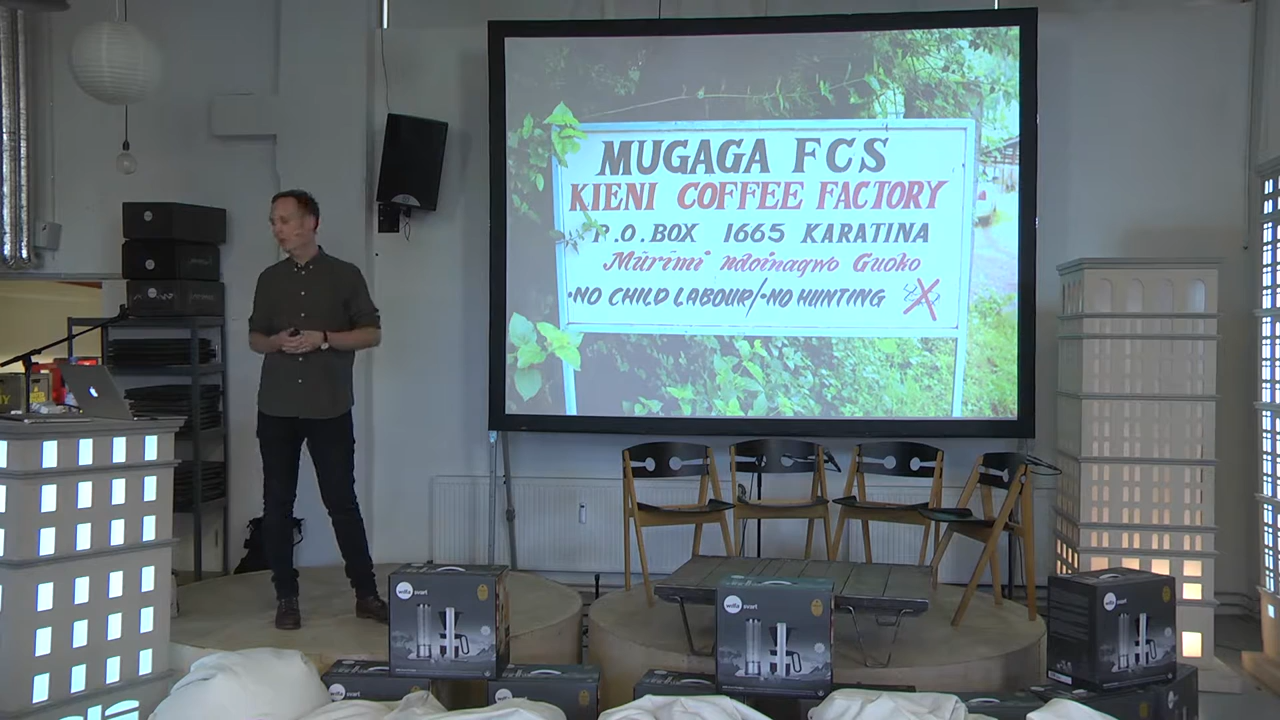 MUGAGA FCS
KIENI COFFEE FACTORY
P.O. BOX 1665 KARATINA
Mũrĩmi ndoinagwo Guoko
•NO CHILD LABOUR/•NO HUNTING
wilfa svart
wilfa svart
wilfa svart